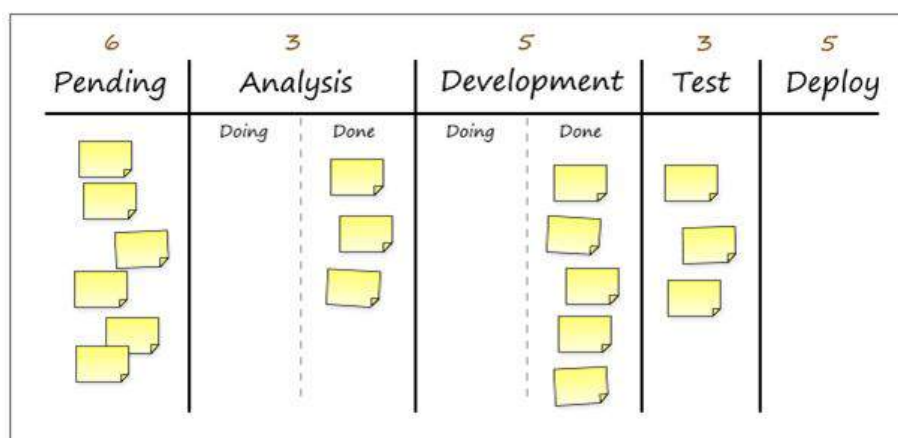 6 3 5 3 5
Pending Analysis Development Test Deploy
Doing Done Doing Done